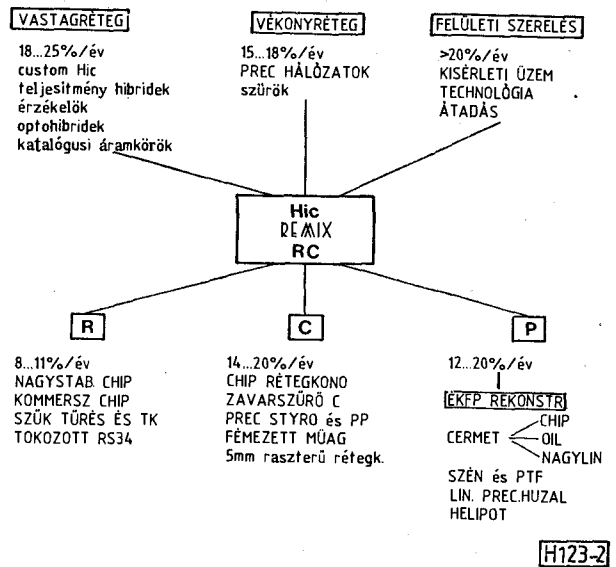 VASTAGRÉTEG
18...25%/év
custom Hic
teljesítmény hibridek
érzékelők
optohibridek
katalógusi áramkörök
VÉKONYRÉTEG
15...18%/év
PREC HÁLÓZATOK
szűrők
FELÜLETI SZERELÉS
>20%/év
KISÉRLETI ÜZEM
TECHNOLÓGIA
ÁTADÁS
Hic
REMIX
RC
R
8...11%/év
NAGYSTAB. CHIP
KOMMERSZ CHIP
SZŰK TŰRÉS ÉS TK
TOKOZOTT RS34
C
14...20%/év
CHIP RÉTEGKONO
ZAVARSZŰRŐ C
PREC STYRO és PP
FÉMEZETT MŰAG
5mm raszterű rétegk.
P
12...20%/év
ÉKFP REKONSTR
CERMET
CHIP
OIL
NAGYLIN
SZÉN és PTF
LIN. PREC.HUZAL
HELIPOT
H123-2